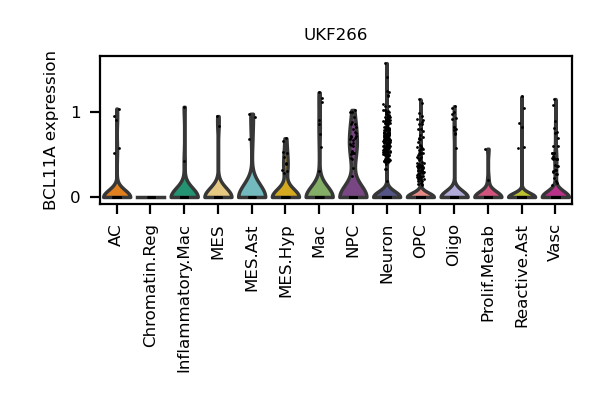 UKF266
BCL11A expression
1
0
AC
Chromatin.Reg
Inflammatory.Mac
MES
MES.Ast
MES.Hyp
Mac
NPC
Neuron
OPC
Oligo
Prolif.Metab
Reactive.Ast
Vasc